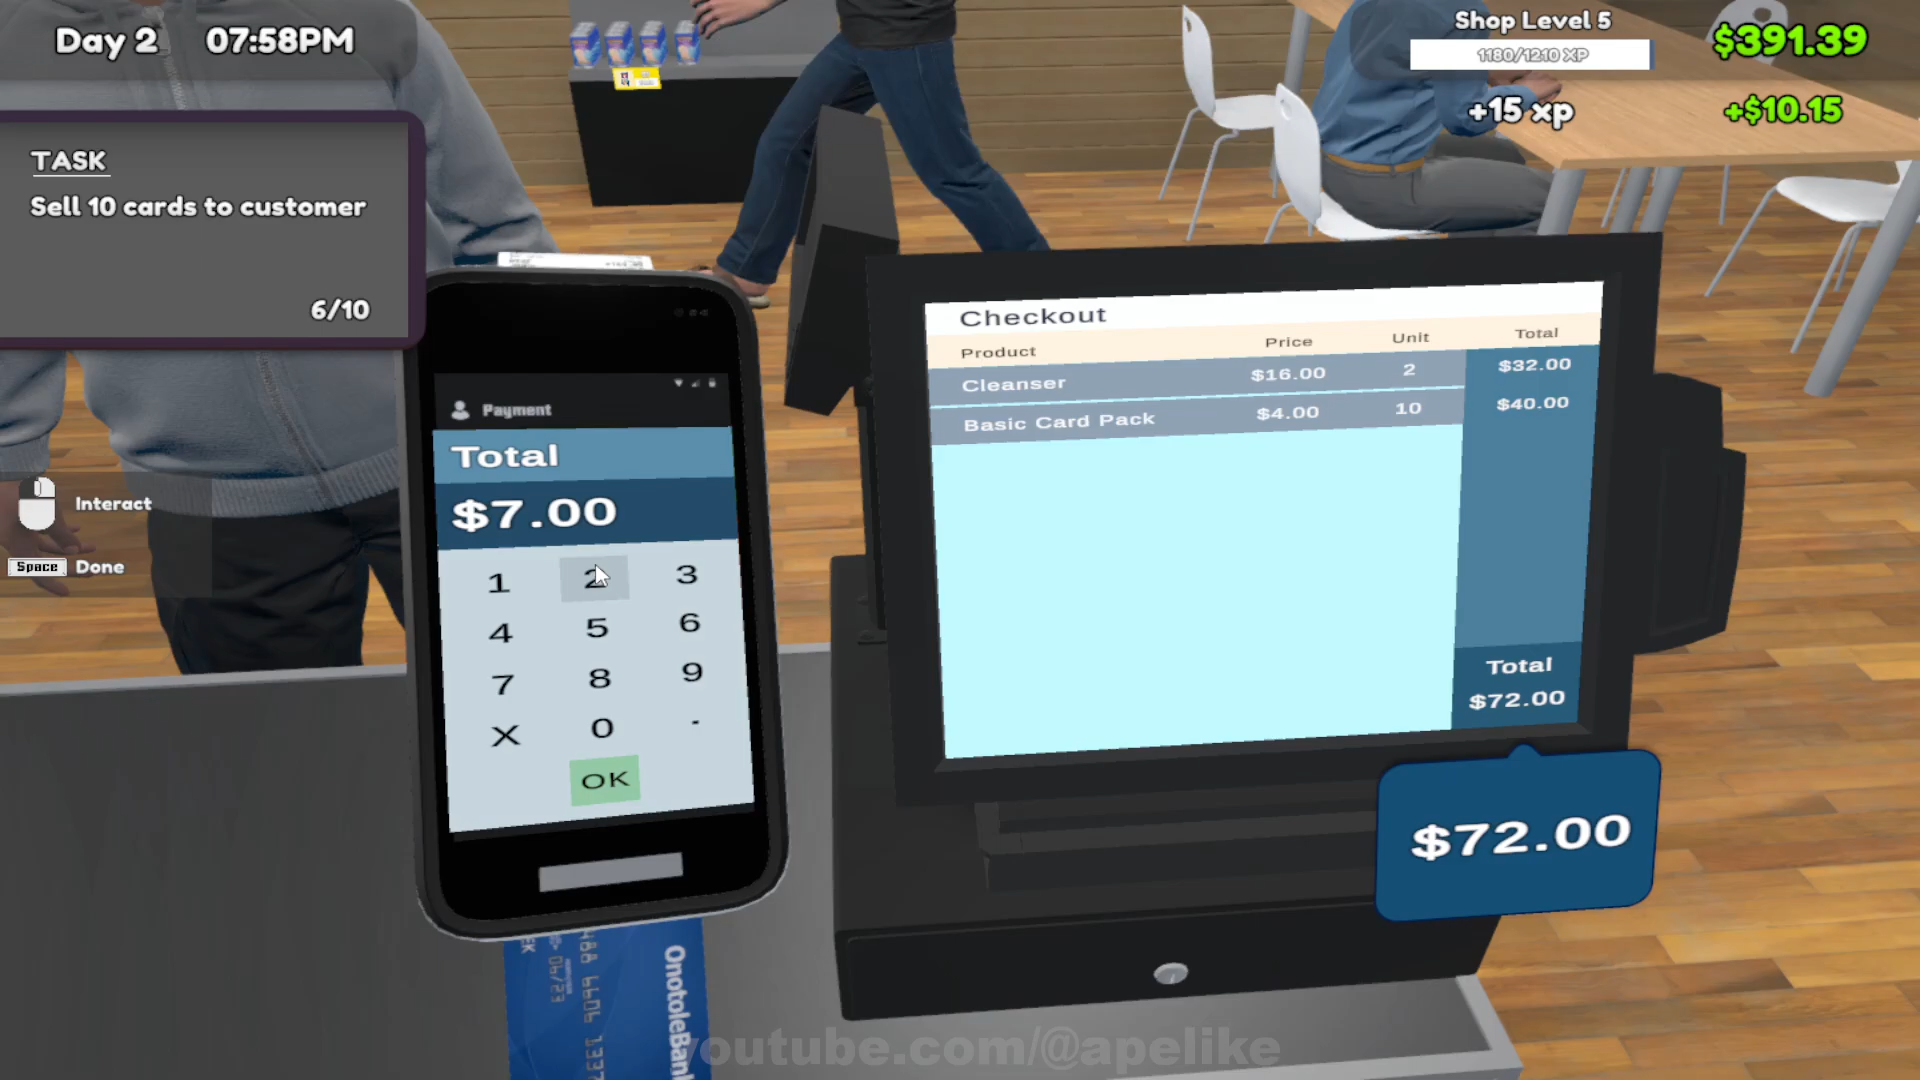 Day 2 07:58PM
Shop Level 5
1180/1210 XP
$391.39
+15 xp
+$10.15
TASK
Sell 10 cards to customer
6/10
Interact
Space Done
Payment
Total
$7.00
1 2 3
4 5 6
7 8 9
X 0 .
OK
Checkout
Product Price Unit Total
Cleanser $16.00 2 $32.00
Basic Card Pack $4.00 10 $40.00
Total
$72.00
$72.00
OnotoleBank
04/23
youtube.com/@apelike